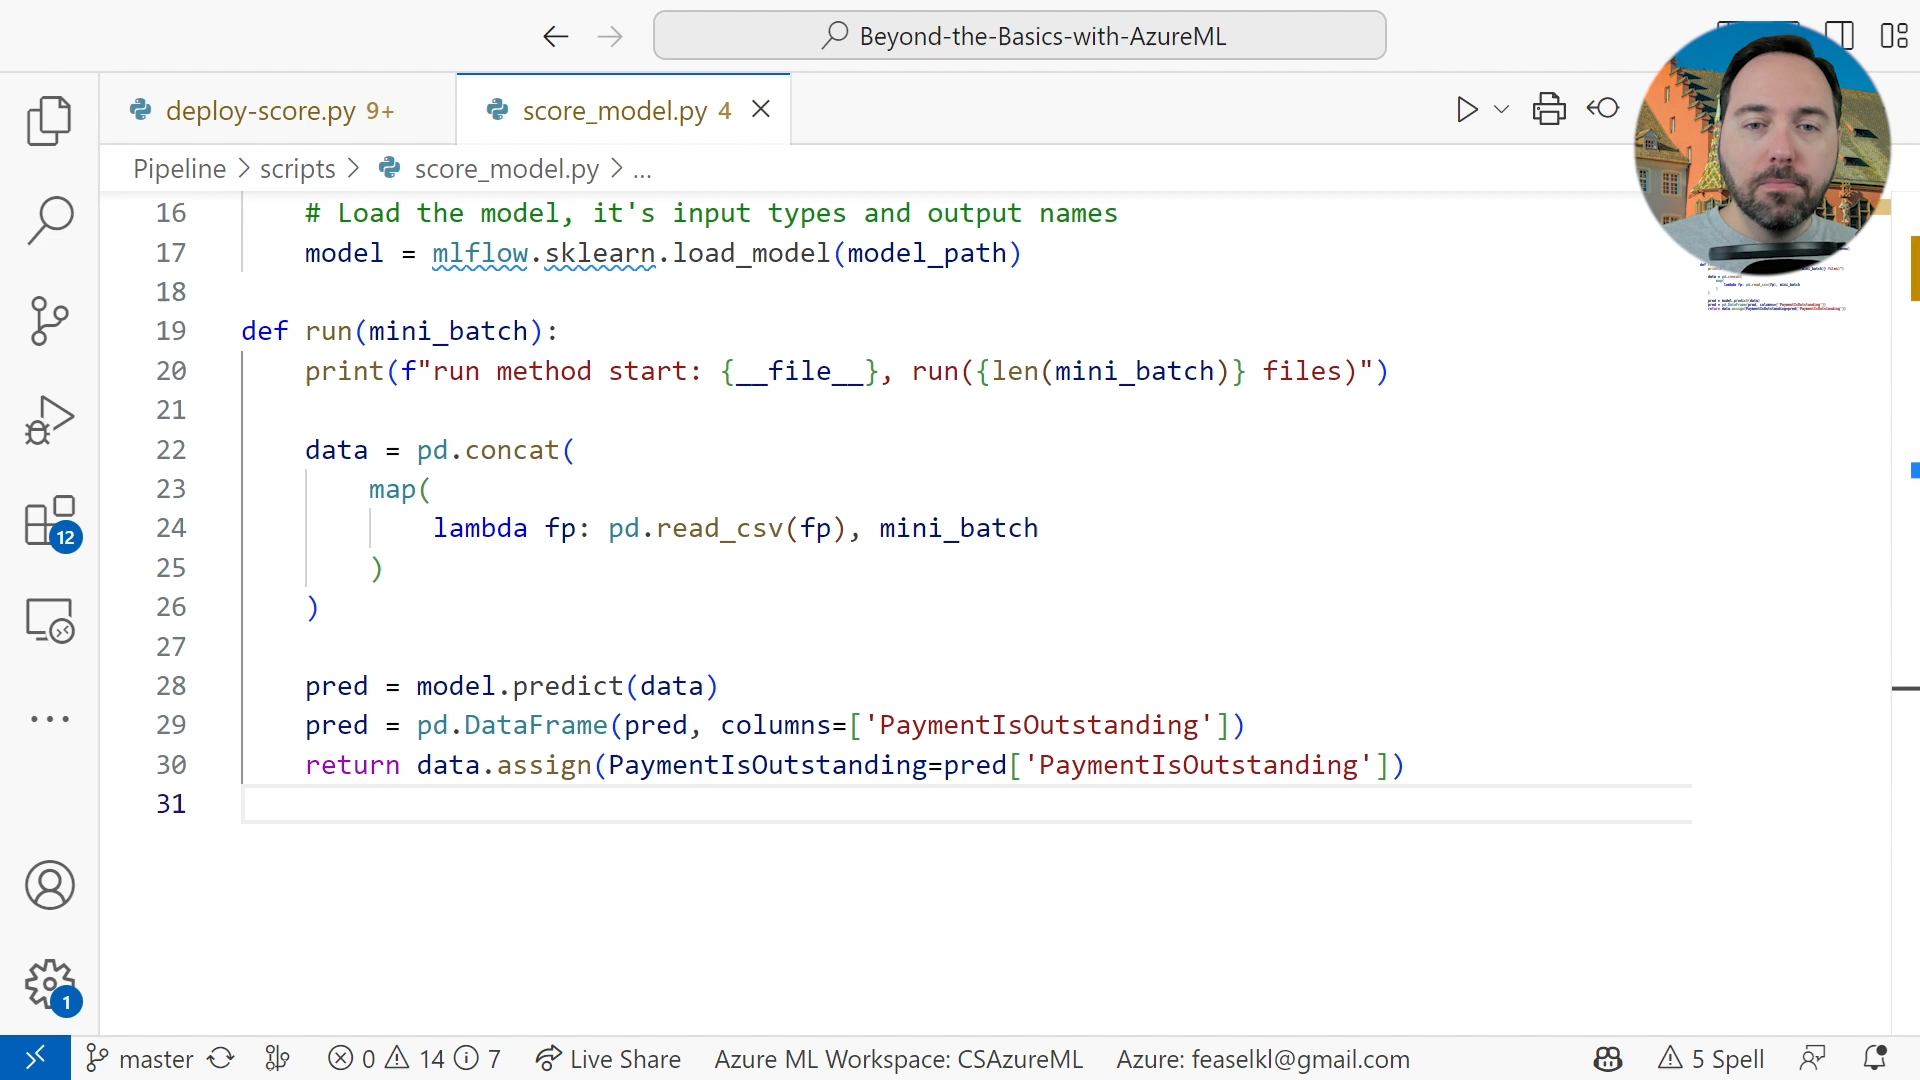 Beyond-the-Basics-with-AzureML
deploy-score.py 9+
score_model.py 4
Pipeline > scripts > score_model.py > ...
16 # Load the model, it's input types and output names
17 model = mlflow.sklearn.load_model(model_path)
18
19 def run(mini_batch):
20 print(f"run method start: {__file__}, run({len(mini_batch)} files)")
21
22 data = pd.concat(
23 map(
24 lambda fp: pd.read_csv(fp), mini_batch
25 )
26 )
27
28 pred = model.predict(data)
29 pred = pd.DataFrame(pred, columns=['PaymentIsOutstanding'])
30 return data.assign(PaymentIsOutstanding=pred['PaymentIsOutstanding'])
31
12
1
master 0 14 7 Live Share Azure ML Workspace: CSAzureML Azure: feaselkl@gmail.com 5 Spell